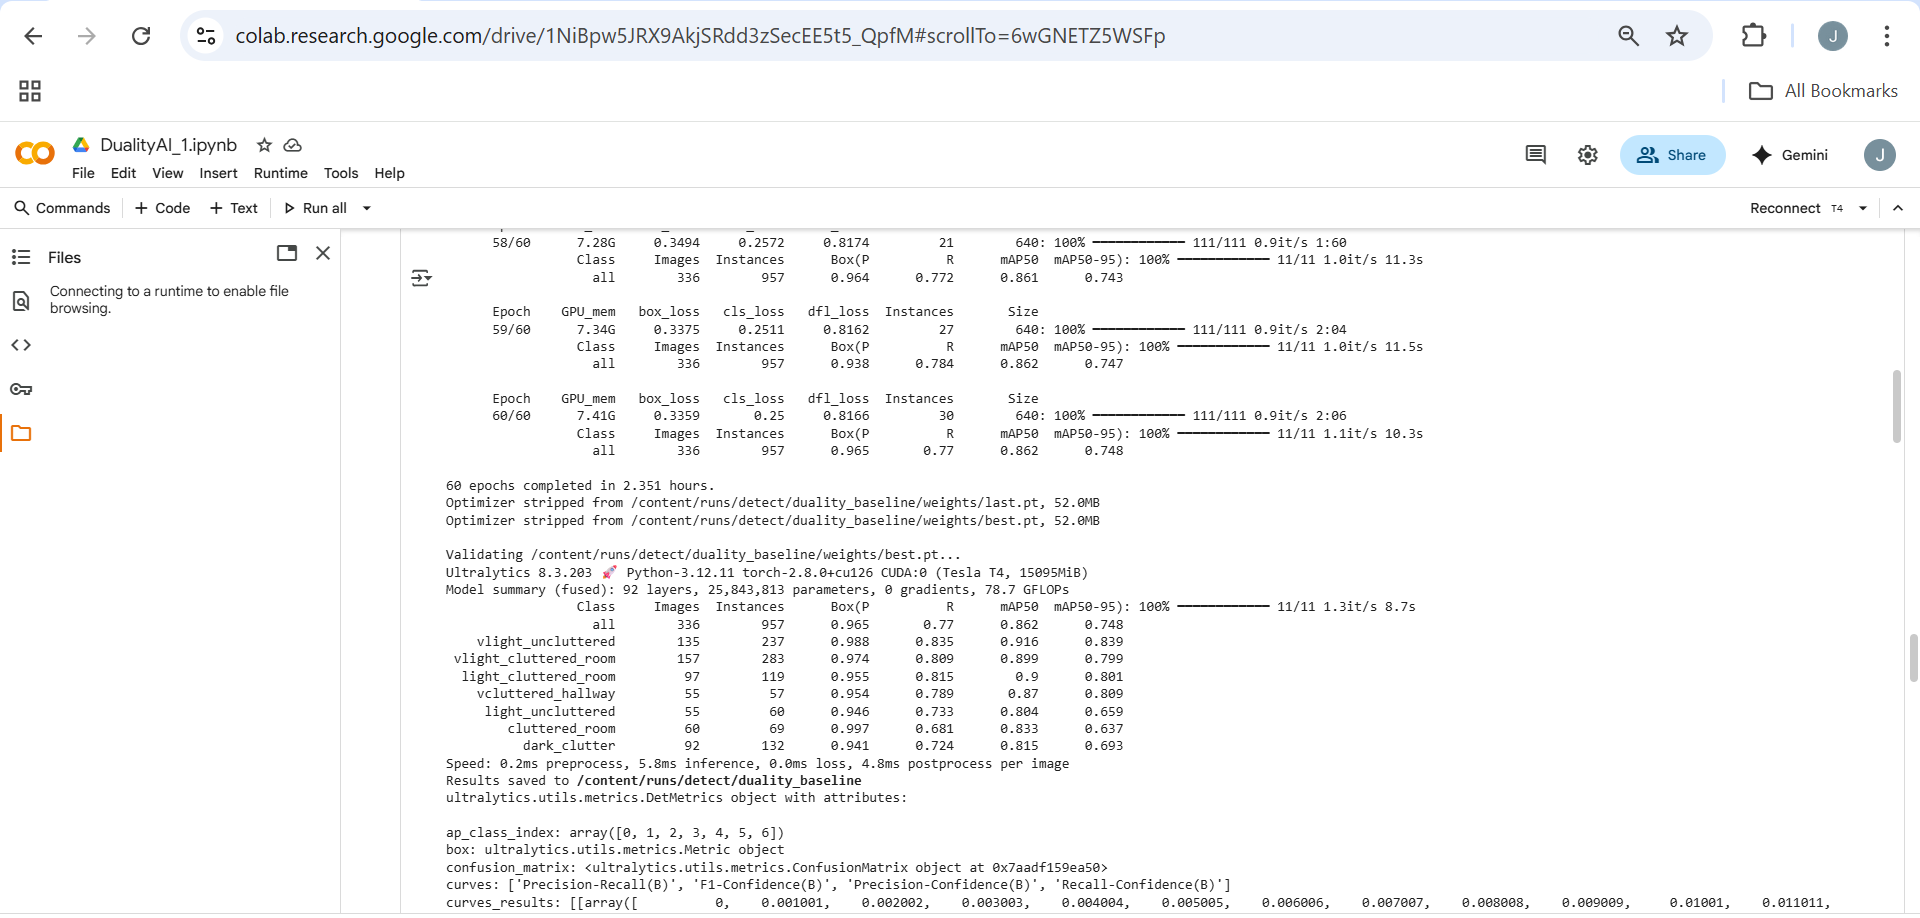 colab.research.google.com/drive/1NiBpw5JRX9AkjSRdd3zSecEE5t5_QpfM#scrollTo=6wGNETZ5WSFp
J
All Bookmarks
DualityAI_1.ipynb
File Edit View Insert Runtime Tools Help
Share
Gemini
J
Commands + Code + Text Run all
Reconnect T4
Files
Connecting to a runtime to enable file
browsing.
58/60 7.28G 0.3494 0.2572 0.8174 21 640: 100% ━━━━━━━━━━━━ 111/111 0.9it/s 1:60
Class Images Instances Box(P R mAP50 mAP50-95): 100% ━━━━━━━━━━━━ 11/11 1.0it/s 11.3s
all 336 957 0.964 0.772 0.861 0.743
Epoch GPU_mem box_loss cls_loss dfl_loss Instances Size
59/60 7.34G 0.3375 0.2511 0.8162 27 640: 100% ━━━━━━━━━━━━ 111/111 0.9it/s 2:04
Class Images Instances Box(P R mAP50 mAP50-95): 100% ━━━━━━━━━━━━ 11/11 1.0it/s 11.5s
all 336 957 0.938 0.784 0.862 0.747
Epoch GPU_mem box_loss cls_loss dfl_loss Instances Size
60/60 7.41G 0.3359 0.25 0.8166 30 640: 100% ━━━━━━━━━━━━ 111/111 0.9it/s 2:06
Class Images Instances Box(P R mAP50 mAP50-95): 100% ━━━━━━━━━━━━ 11/11 1.1it/s 10.3s
all 336 957 0.965 0.77 0.862 0.748
60 epochs completed in 2.351 hours.
Optimizer stripped from /content/runs/detect/duality_baseline/weights/last.pt, 52.0MB
Optimizer stripped from /content/runs/detect/duality_baseline/weights/best.pt, 52.0MB
Validating /content/runs/detect/duality_baseline/weights/best.pt...
Ultralytics 8.3.203 🚀 Python-3.12.11 torch-2.8.0+cu126 CUDA:0 (Tesla T4, 15095MiB)
Model summary (fused): 92 layers, 25,843,813 parameters, 0 gradients, 78.7 GFLOPs
Class Images Instances Box(P R mAP50 mAP50-95): 100% ━━━━━━━━━━━━ 11/11 1.3it/s 8.7s
all 336 957 0.965 0.77 0.862 0.748
vlight_uncluttered 135 237 0.988 0.835 0.916 0.839
vlight_cluttered_room 157 283 0.974 0.809 0.899 0.799
light_cluttered_room 97 119 0.955 0.815 0.9 0.801
vcluttered_hallway 55 57 0.954 0.789 0.87 0.809
light_uncluttered 55 60 0.946 0.733 0.804 0.659
cluttered_room 60 69 0.997 0.681 0.833 0.637
dark_clutter 92 132 0.941 0.724 0.815 0.693
Speed: 0.2ms preprocess, 5.8ms inference, 0.0ms loss, 4.8ms postprocess per image
Results saved to /content/runs/detect/duality_baseline
ultralytics.utils.metrics.DetMetrics object with attributes:
ap_class_index: array([0, 1, 2, 3, 4, 5, 6])
box: ultralytics.utils.metrics.Metric object
confusion_matrix: <ultralytics.utils.metrics.ConfusionMatrix object at 0x7aadf159ea50>
curves: ['Precision-Recall(B)', 'F1-Confidence(B)', 'Precision-Confidence(B)', 'Recall-Confidence(B)']
curves_results: [[array([ 0, 0.001001, 0.002002, 0.003003, 0.004004, 0.005005, 0.006006, 0.007007, 0.008008, 0.009009, 0.01001, 0.011011,